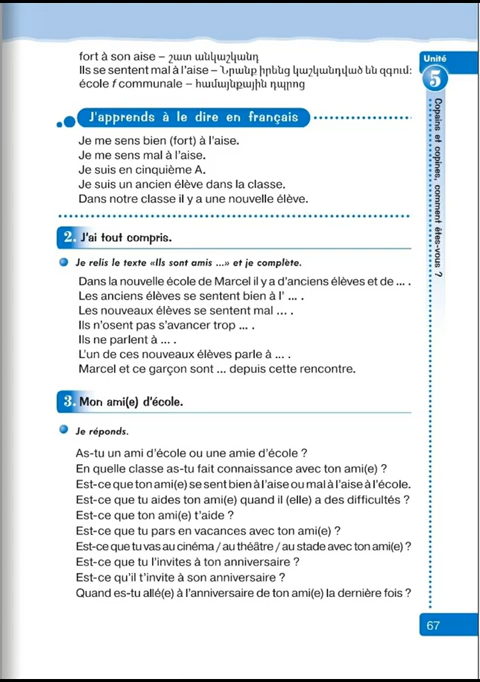 fort à son aise – շատ անկաշկանդ
Ils se sentent mal à l'aise – Նրանք իրենց կաշկանդված են զգում:
école f communale – համայնքային դպրոց
Unité
5
Copains et copines, comment êtes-vous ?
J'apprends à le dire en français
Je me sens bien (fort) à l'aise.
Je me sens mal à l'aise.
Je suis en cinquième A.
Je suis un ancien élève dans la classe.
Dans notre classe il y a une nouvelle élève.
2. J'ai tout compris.
Je relis le texte «Ils sont amis ...» et je complète.
Dans la nouvelle école de Marcel il y a d'anciens élèves et de ... .
Les anciens élèves se sentent bien à l' ... .
Les nouveaux élèves se sentent mal ... .
Ils n'osent pas s'avancer trop ... .
Ils ne parlent à ... .
L'un de ces nouveaux élèves parle à ... .
Marcel et ce garçon sont ... depuis cette rencontre.
3. Mon ami(e) d'école.
Je réponds.
As-tu un ami d'école ou une amie d'école ?
En quelle classe as-tu fait connaissance avec ton ami(e) ?
Est-ce que ton ami(e) se sent bien à l'aise ou mal à l'aise à l'école.
Est-ce que tu aides ton ami(e) quand il (elle) a des difficultés ?
Est-ce que ton ami(e) t'aide ?
Est-ce que tu pars en vacances avec ton ami(e) ?
Est-ce que tu vas au cinéma / au théâtre / au stade avec ton ami(e) ?
Est-ce que tu l'invites à ton anniversaire ?
Est-ce qu'il t'invite à son anniversaire ?
Quand es-tu allé(e) à l'anniversaire de ton ami(e) la dernière fois ?
67